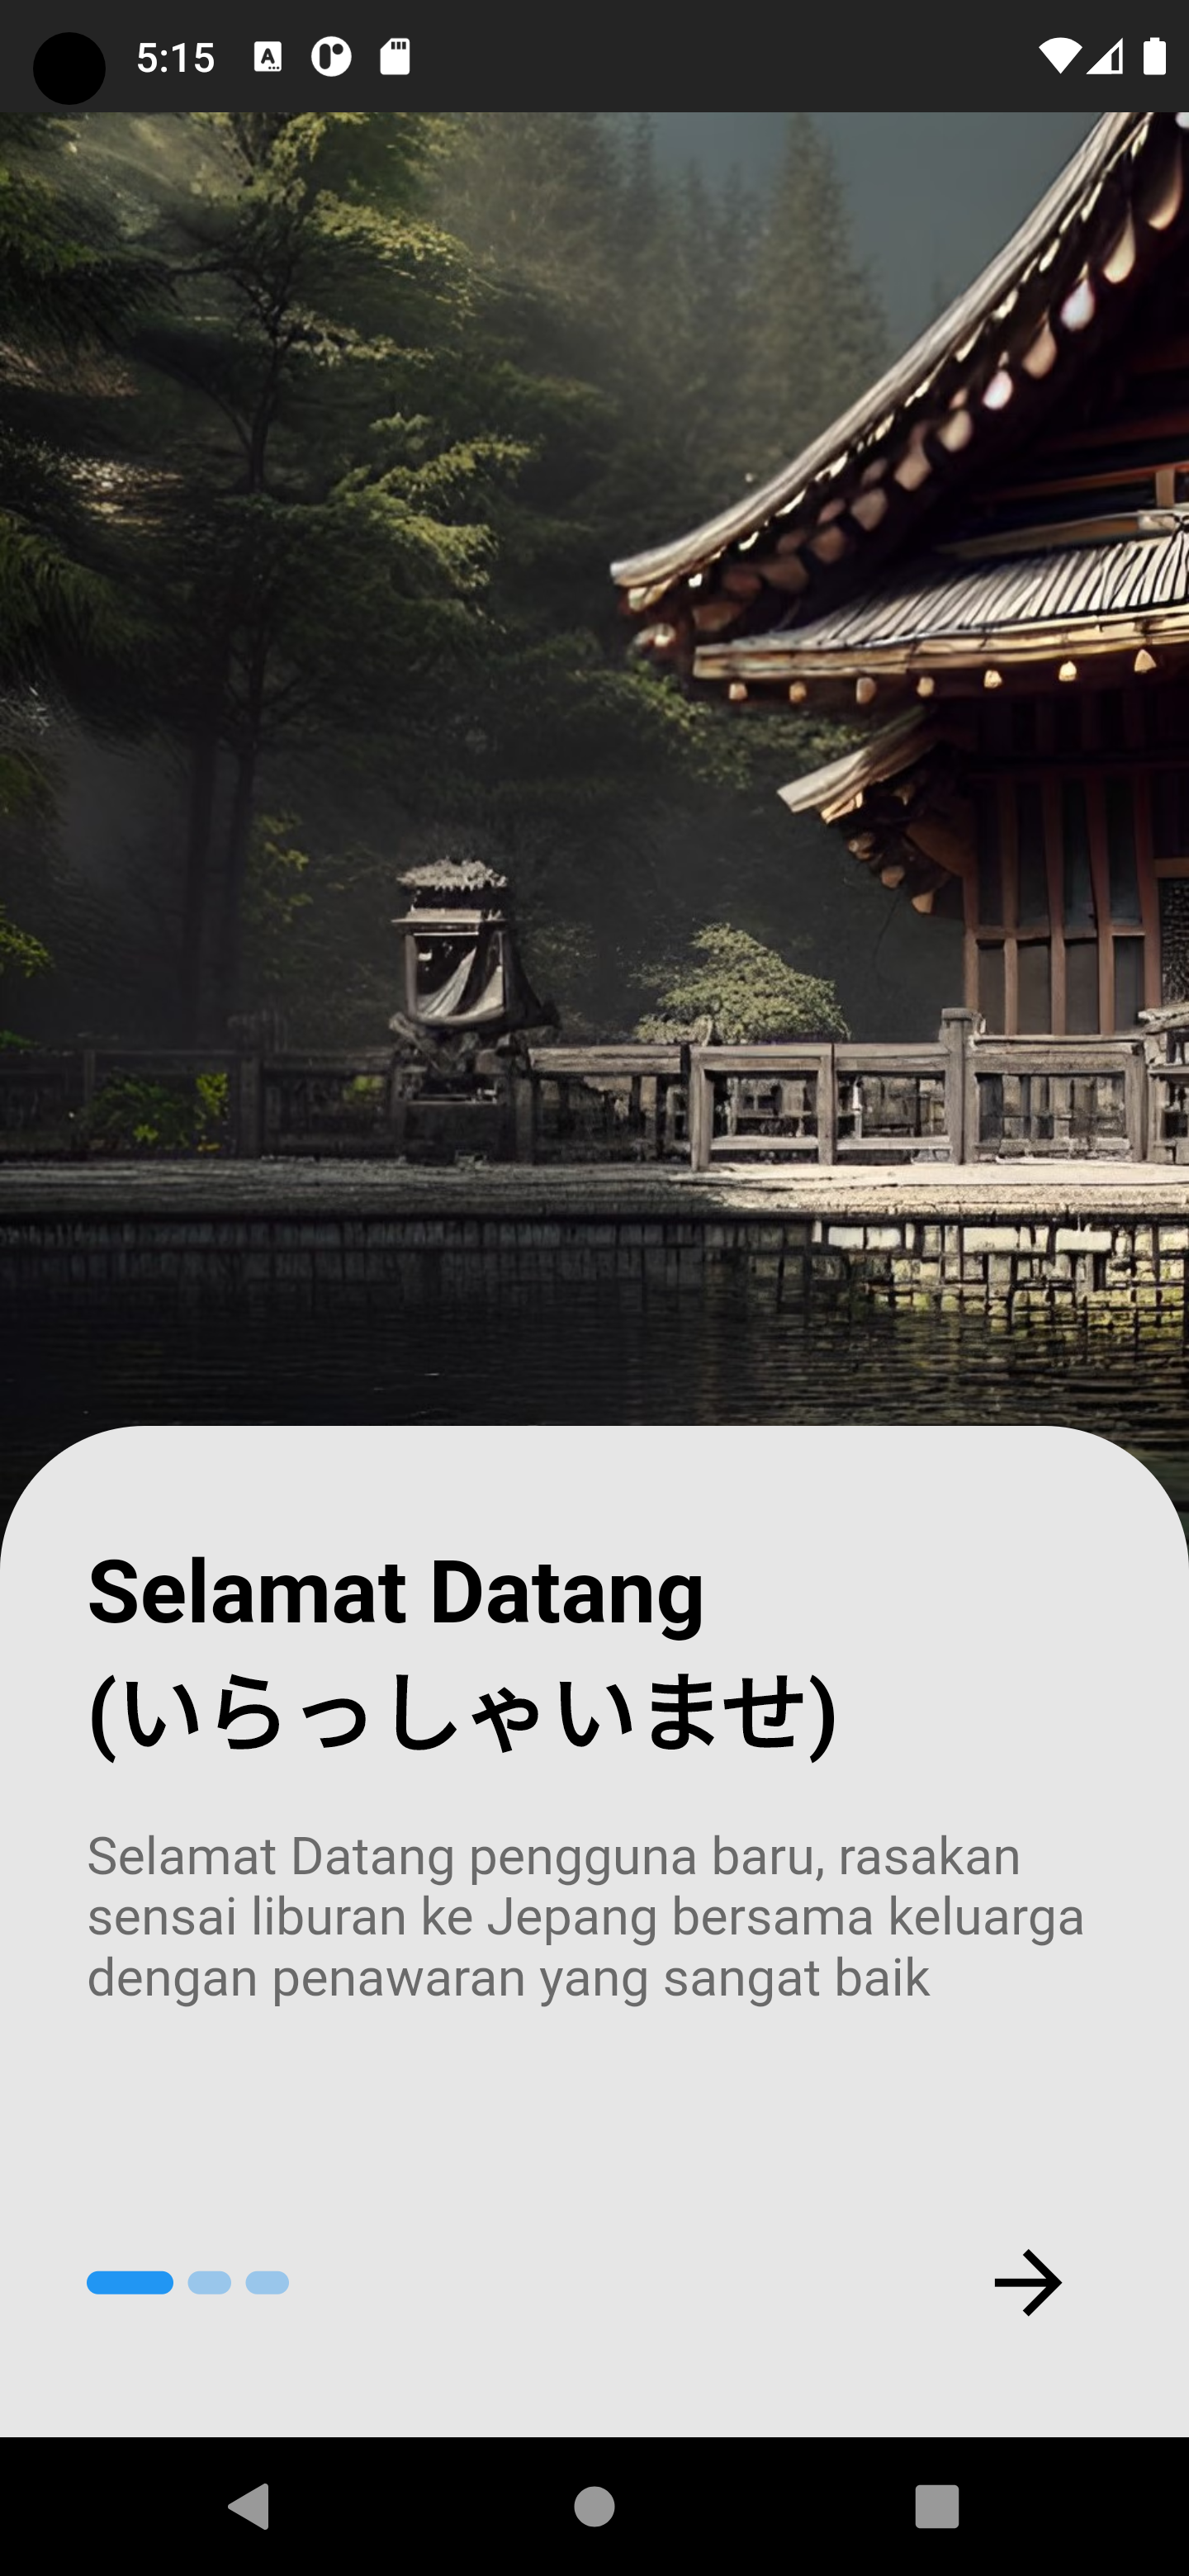 5:15
Selamat Datang
(いらっしゃいませ)
Selamat Datang pengguna baru, rasakan
sensai liburan ke Jepang bersama keluarga
dengan penawaran yang sangat baik